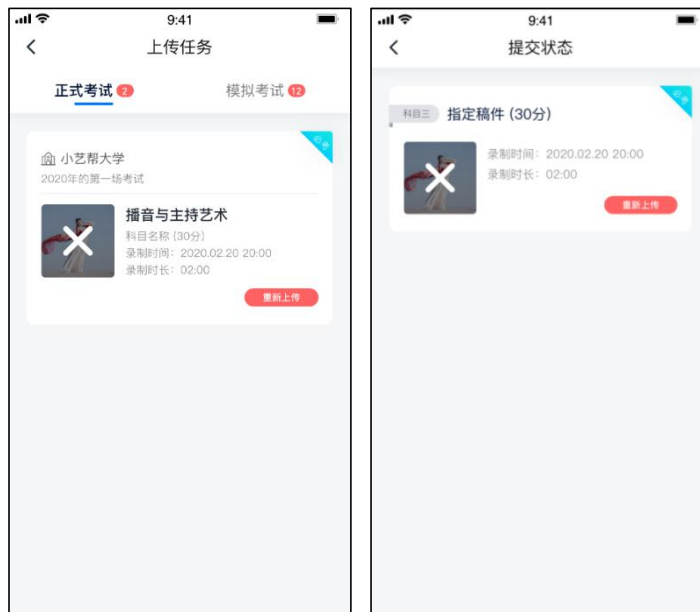 9:41
上传任务
正式考试 2
模拟考试 12
小艺帮大学
2020年的第一场考试
播音与主持艺术
科目名称 (30分)
录制时间：2020.02.20 20:00
录制时长：02:00
重新上传
9:41
提交状态
科目三 指定稿件 (30分)
录制时间：2020.02.20 20:00
录制时长：02:00
重新上传